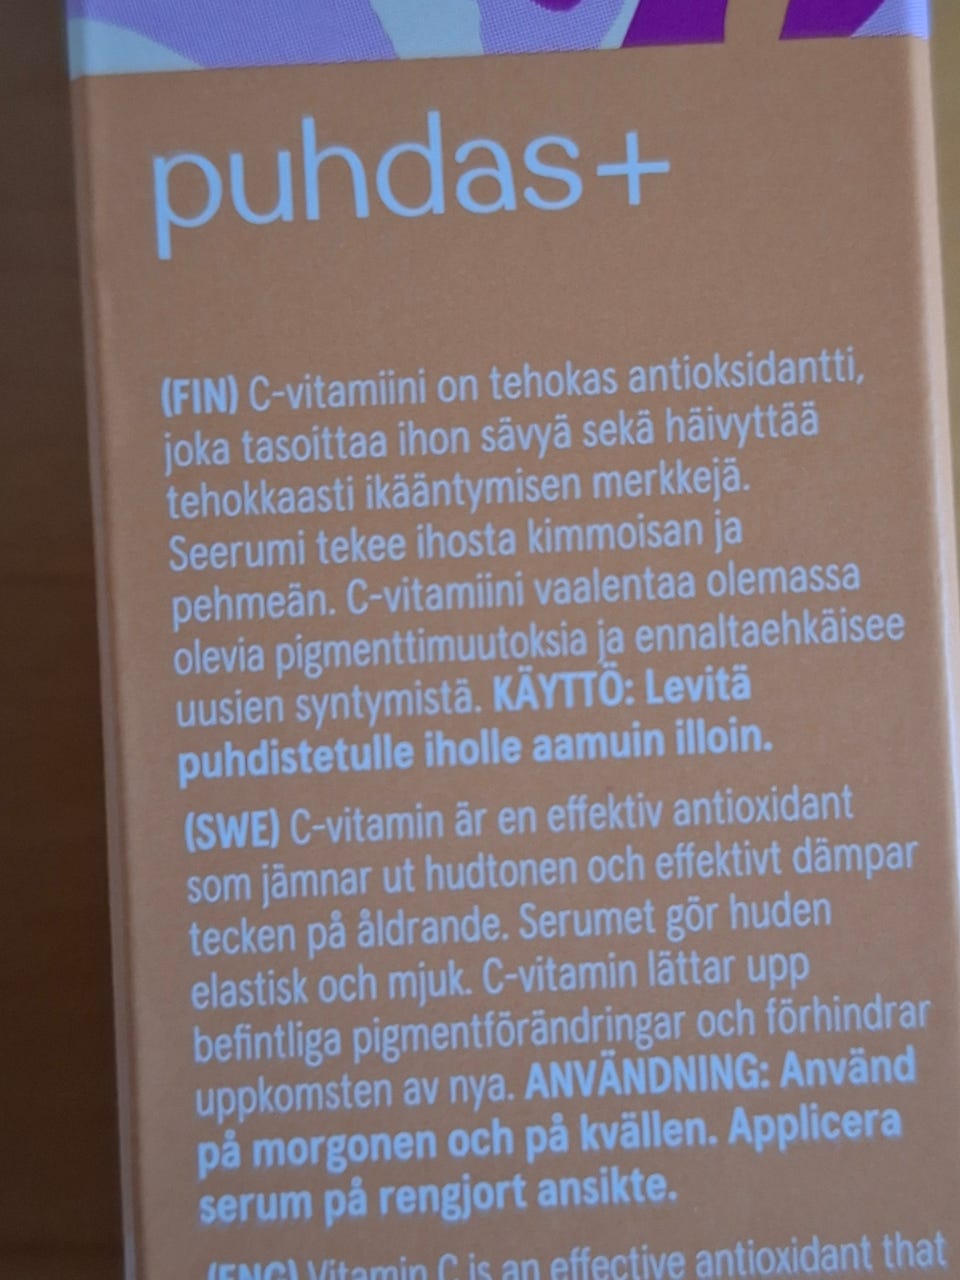 puhdas+
(FIN) C-vitamiini on tehokas antioksidantti,
joka tasoittaa ihon sävyä sekä häivyttää
tehokkaasti ikääntymisen merkkejä.
Seerumi tekee ihosta kimmoisan ja
pehmeän. C-vitamiini vaalentaa olemassa
olevia pigmenttimuutoksia ja ennaltaehkäisee
uusien syntymistä. KÄYTTÖ: Levitä
puhdistetulle iholle aamuin illoin.
(SWE) C-vitamin är en effektiv antioxidant
som jämnar ut hudtonen och effektivt dämpar
tecken på åldrande. Serumet gör huden
elastisk och mjuk. C-vitamin lättar upp
befintliga pigmentförändringar och förhindrar
uppkomsten av nya. ANVÄNDNING: Använd
på morgonen och på kvällen. Applicera
serum på rengjort ansikte.
(ENG) Vitamin C is an effective antioxidant that